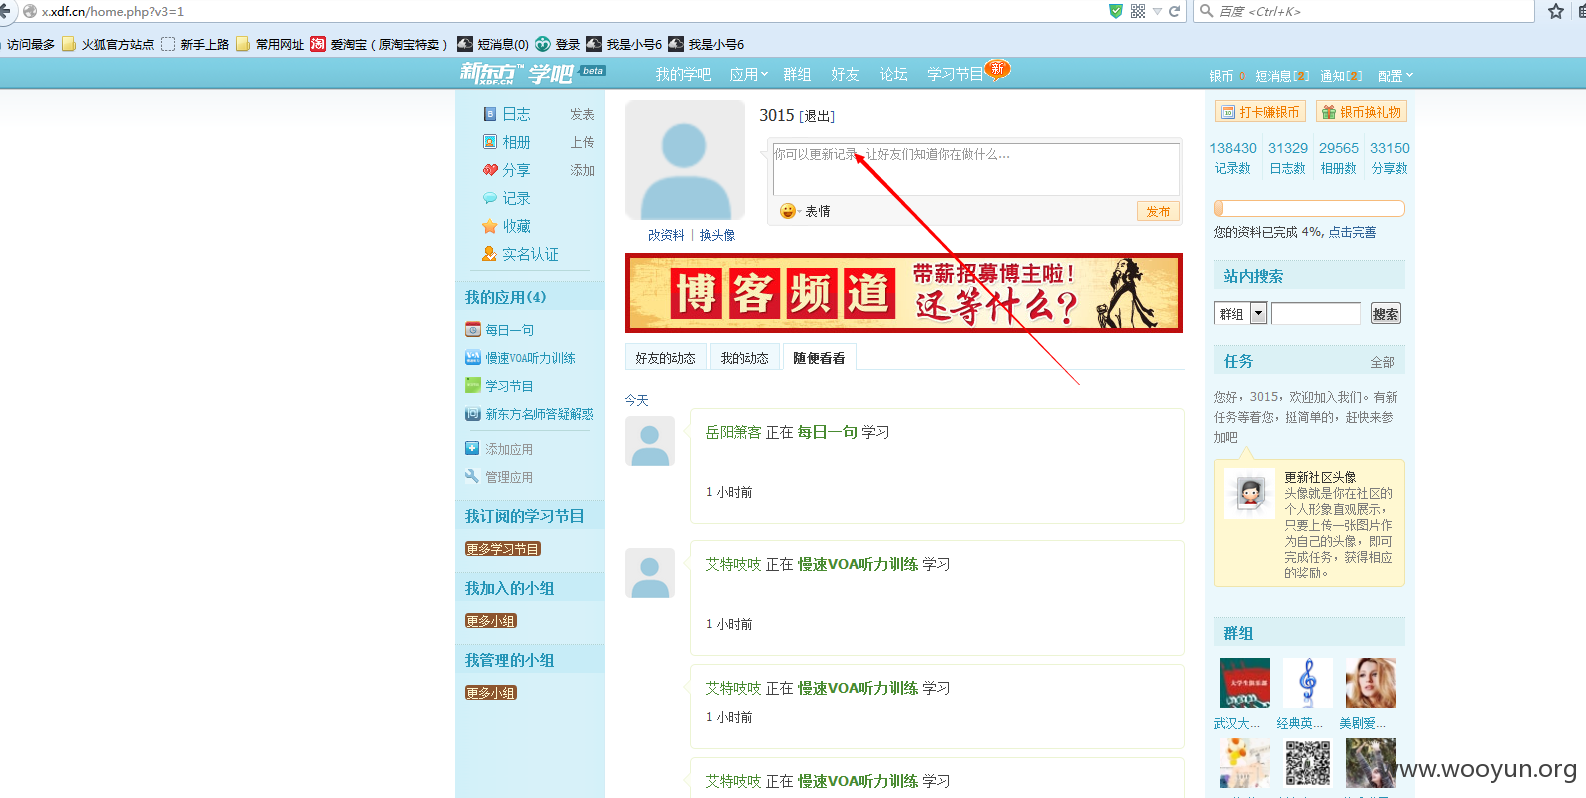 x.xdf.cn/home.php?v3=1
百度 <Ctrl+K>
访问最多 火狐官方站点 新手上路 常用网址 淘 爱淘宝（原淘宝特卖） 短消息(0) 登录 我是小号6 我是小号6
新东方 XDF.CN 学吧 beta 我的学吧 应用 群组 好友 论坛 学习节目 新 银币 0 短消息[2] 通知[2] 配置
日志 发表
相册 上传
分享 添加
记录
收藏
实名认证
我的应用(4)
每日一句
慢速VOA听力训练
学习节目
新东方名师答疑解惑
添加应用
管理应用
我订阅的学习节目
更多学习节目
我加入的小组
更多小组
我管理的小组
更多小组
3015 [退出]
你可以更新记录，让好友们知道你在做什么...
表情 发布
改资料 | 换头像
博客频道
带薪招募博主啦！
还等什么？
好友的动态 我的动态 随便看看
今天
岳阳箫客 正在 每日一句 学习
1 小时前
艾特吱吱 正在 慢速VOA听力训练 学习
1 小时前
艾特吱吱 正在 慢速VOA听力训练 学习
1 小时前
艾特吱吱 正在 慢速VOA听力训练 学习
打卡赚银币 银币换礼物
138430 31329 29565 33150
记录数 日志数 相册数 分享数
您的资料已完成 4%, 点击完善
站内搜索
群组 搜索
任务 全部
您好，3015，欢迎加入我们。有新
任务等着您，挺简单的，赶快来参
加吧
更新社区头像
头像就是你在社区的
个人形象直观展示，
只要上传一张图片作
为自己的头像，即可
完成任务，获得相应
的奖励。
群组
武汉大... 经典英... 美剧爱...
www.wooyun.org